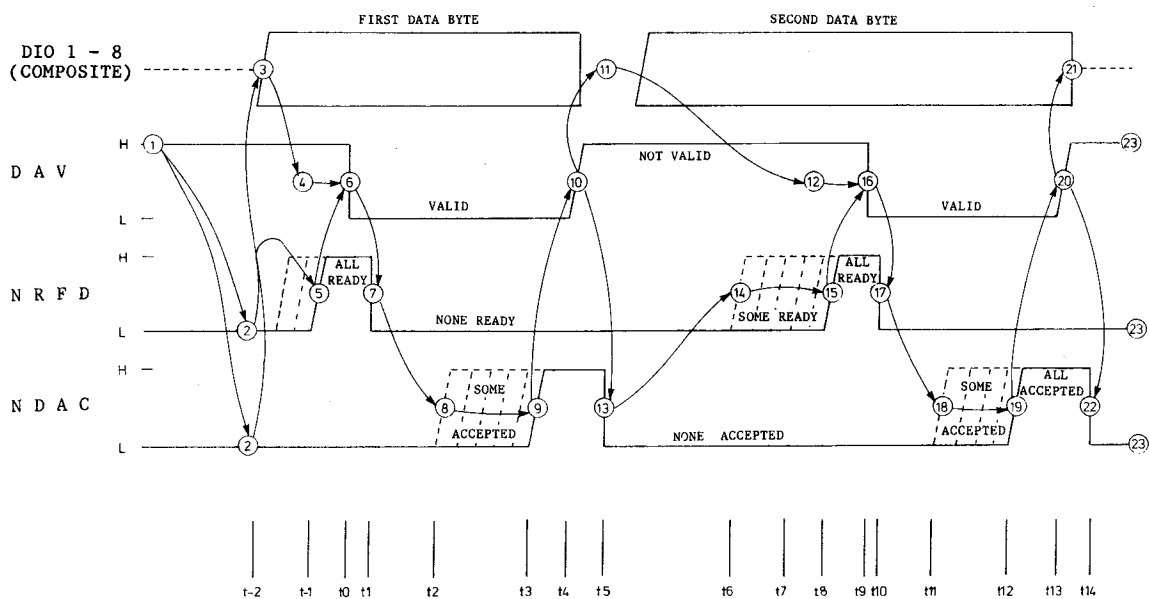 FIRST DATA BYTE
SECOND DATA BYTE
DIO 1 - 8
(COMPOSITE)
3
11
21
H
1
23
D A V
NOT VALID
4
6
10
12
16
20
L
VALID
VALID
H
ALL
READY
ALL
READY
N R F D
5
7
14
15
17
L
2
NONE READY
SOME READY
23
H
SOME
SOME
ALL
ACCEPTED
N D A C
8
9
13
18
19
22
ACCEPTED
NONE ACCEPTED
ACCEPTED
L
2
23
t-2
t-1
t0
t1
t2
t3
t4
t5
t6
t7
t8
t9
t10
t11
t12
t13
t14